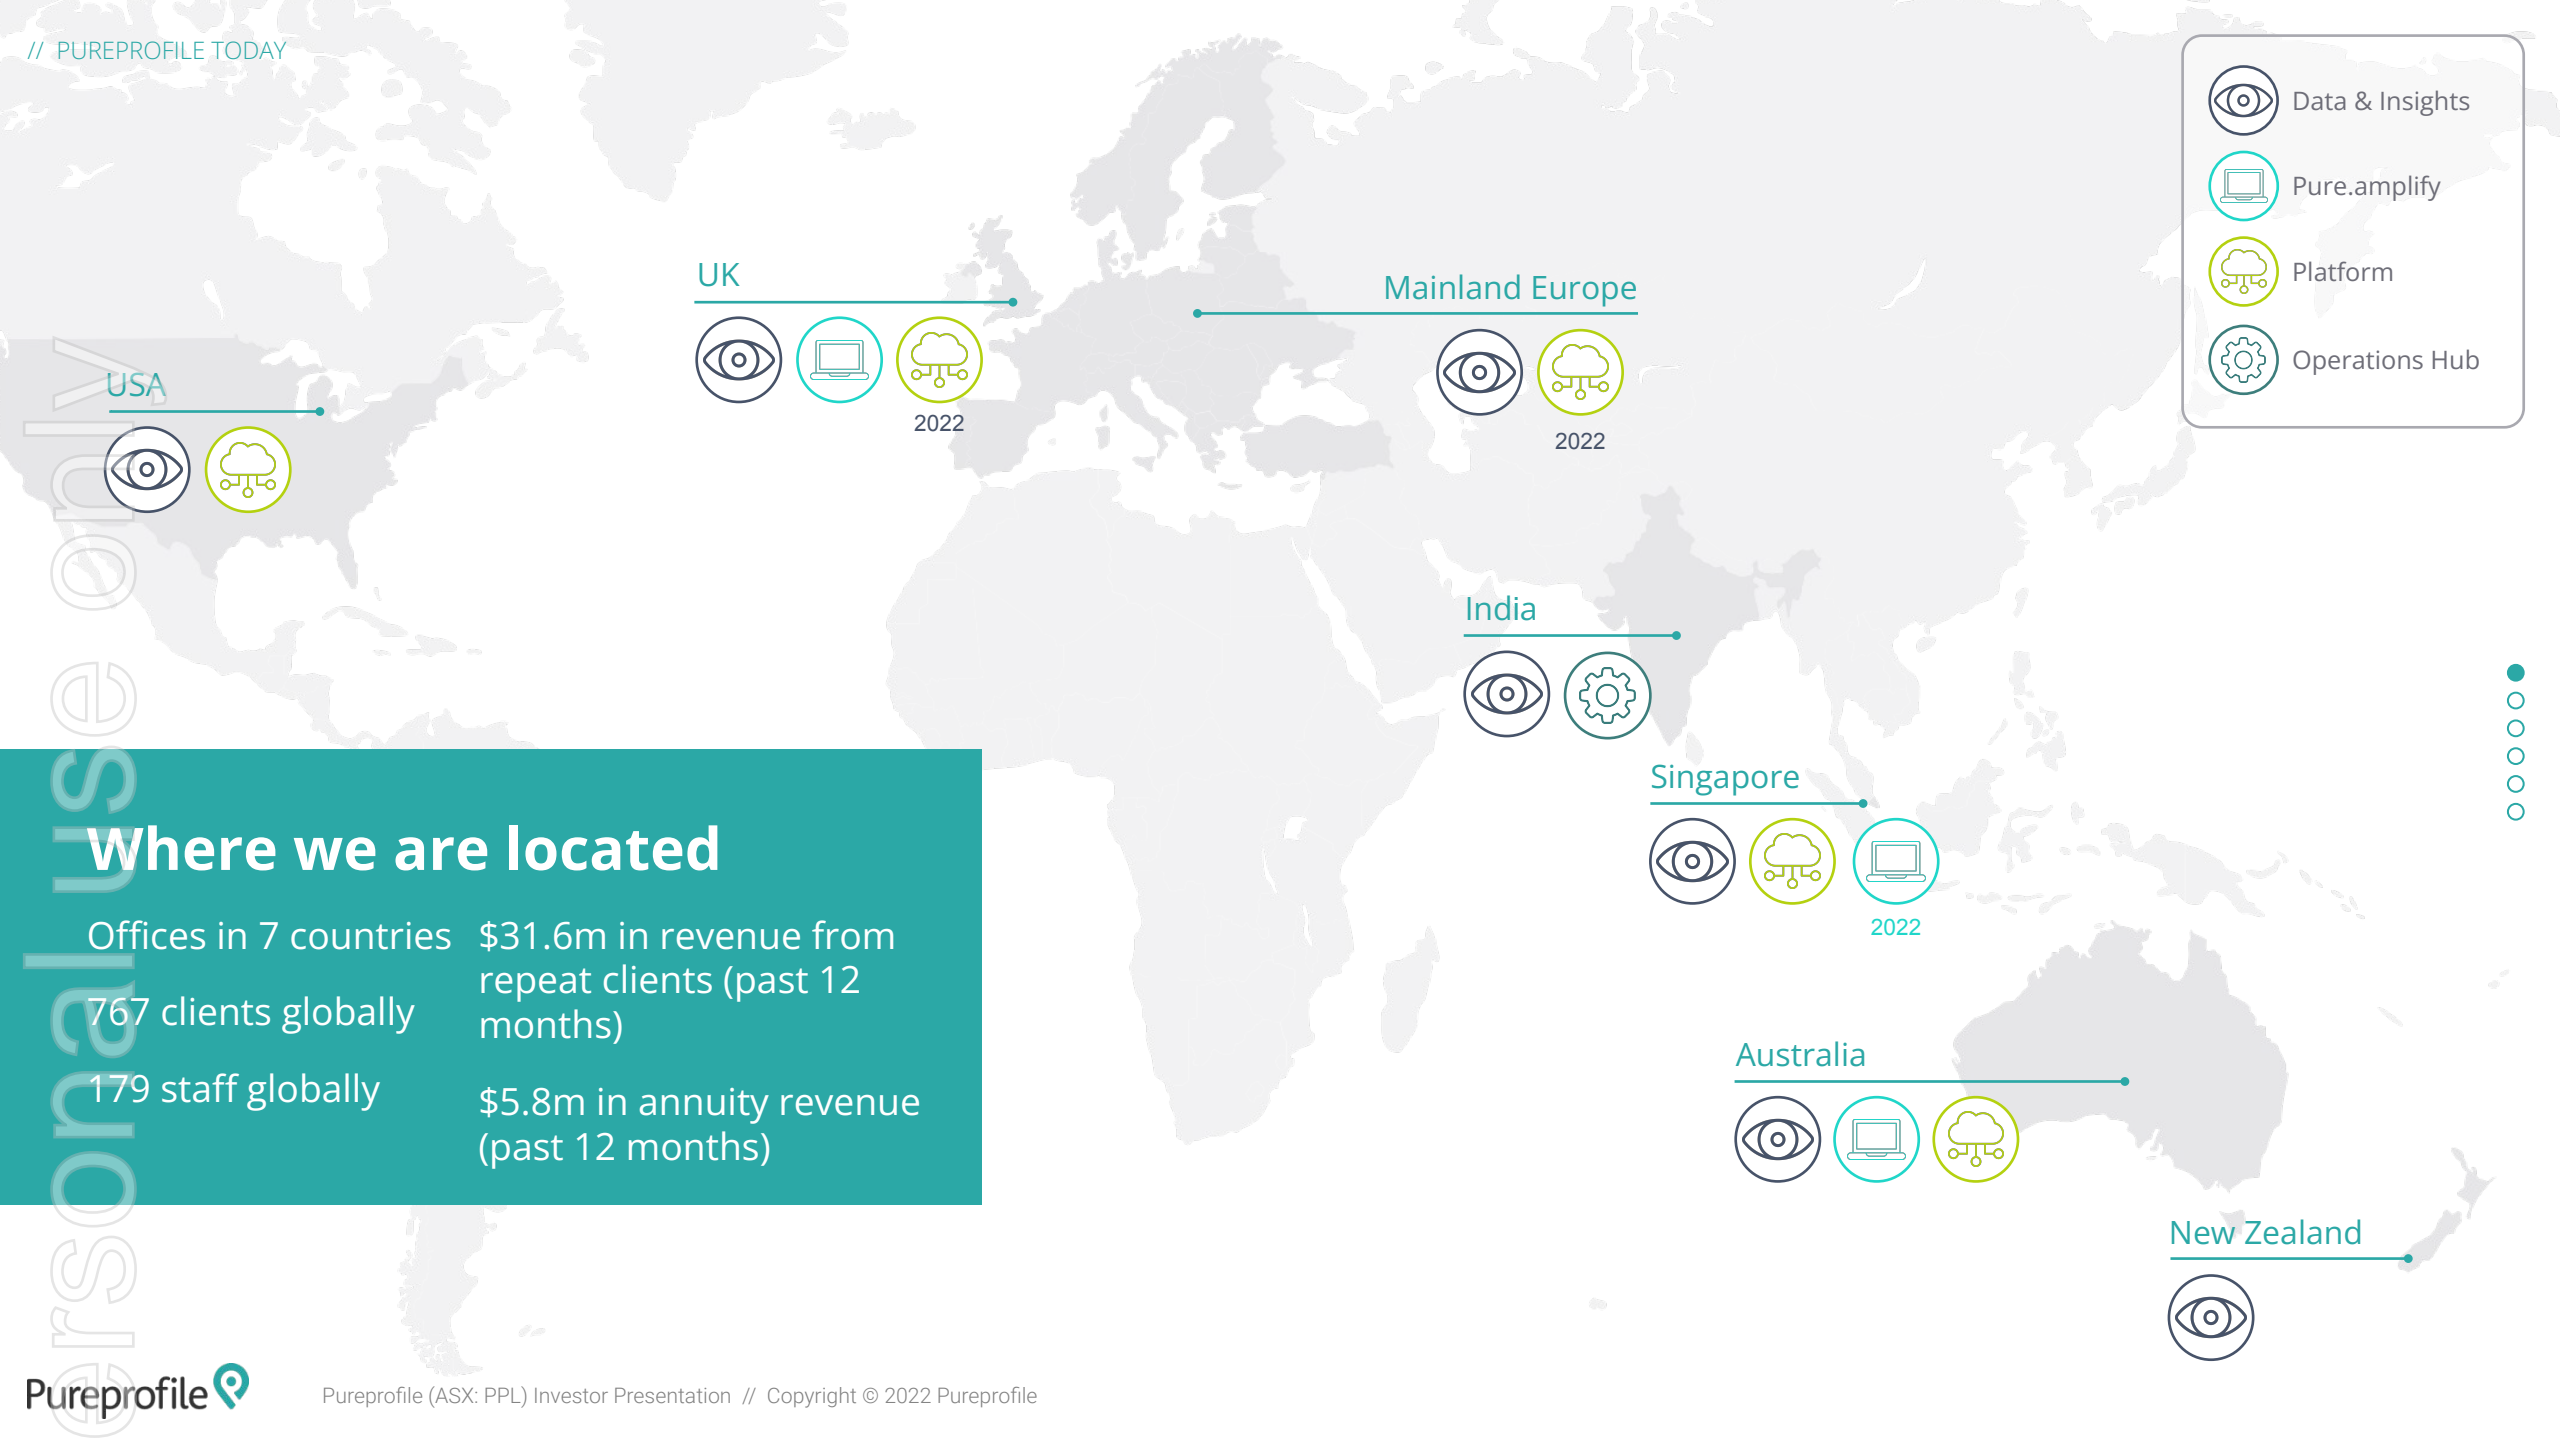 // PUREPROFILE TODAY
Data & Insights
Pure.amplify
Platform
Operations Hub
UK
2022
Mainland Europe
2022
USA
India
Singapore
2022
Australia
New Zealand
Where we are located
Offices in 7 countries
767 clients globally
179 staff globally
$31.6m in revenue from
repeat clients (past 12
months)
$5.8m in annuity revenue
(past 12 months)
ersonal use only
Pureprofile
Pureprofile (ASX: PPL) Investor Presentation // Copyright © 2022 Pureprofile